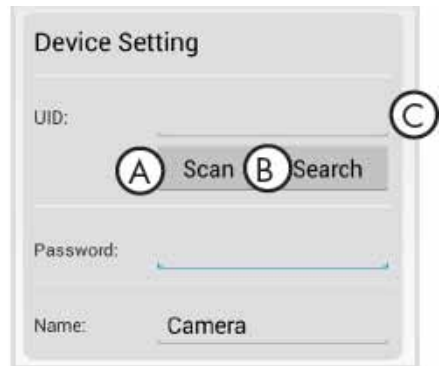 Device Setting
UID:
C
A Scan B Search
Password:
Name: Camera